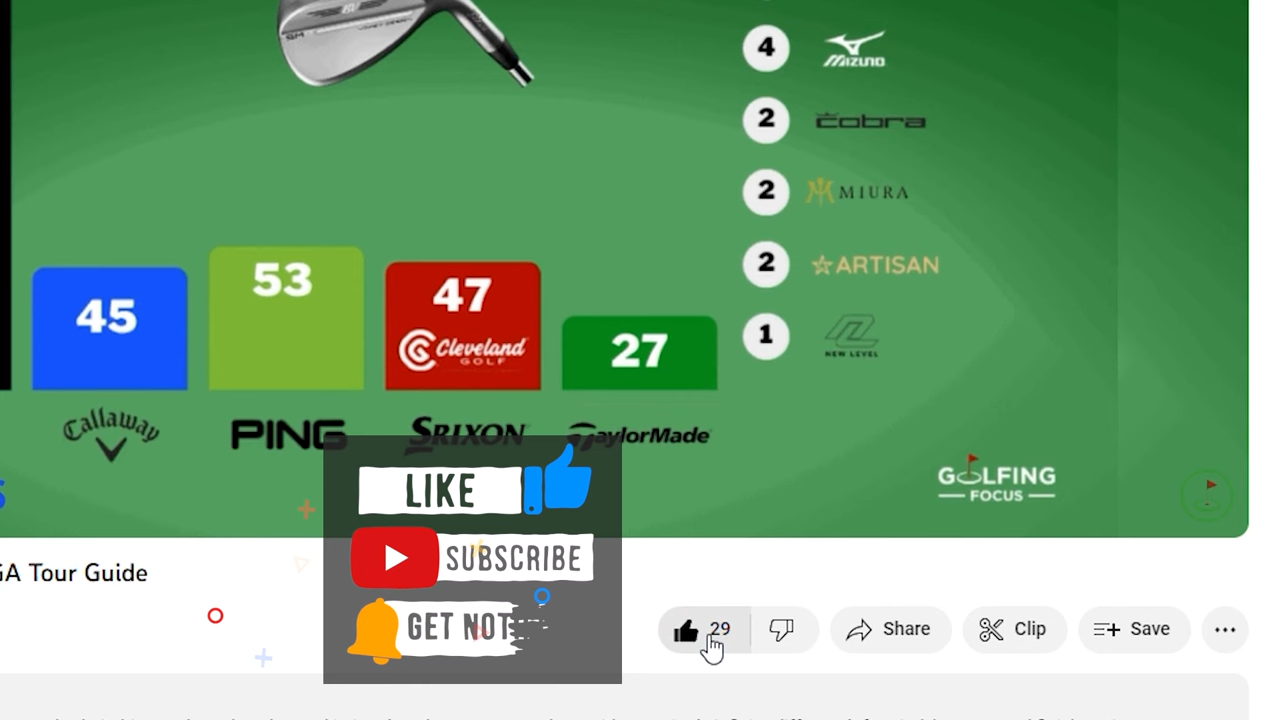 SM
4 MIZUNO
2 cobra
2 MIURA
2 ARTISAN
1 NEW LEVEL
45
53
47
Cleveland
GOLF
27
Callaway
PING
SRIXON
TaylorMade
GOLFING
FOCUS
LIKE
SUBSCRIBE
GET NOT
GA Tour Guide
29
Share
Clip
Save